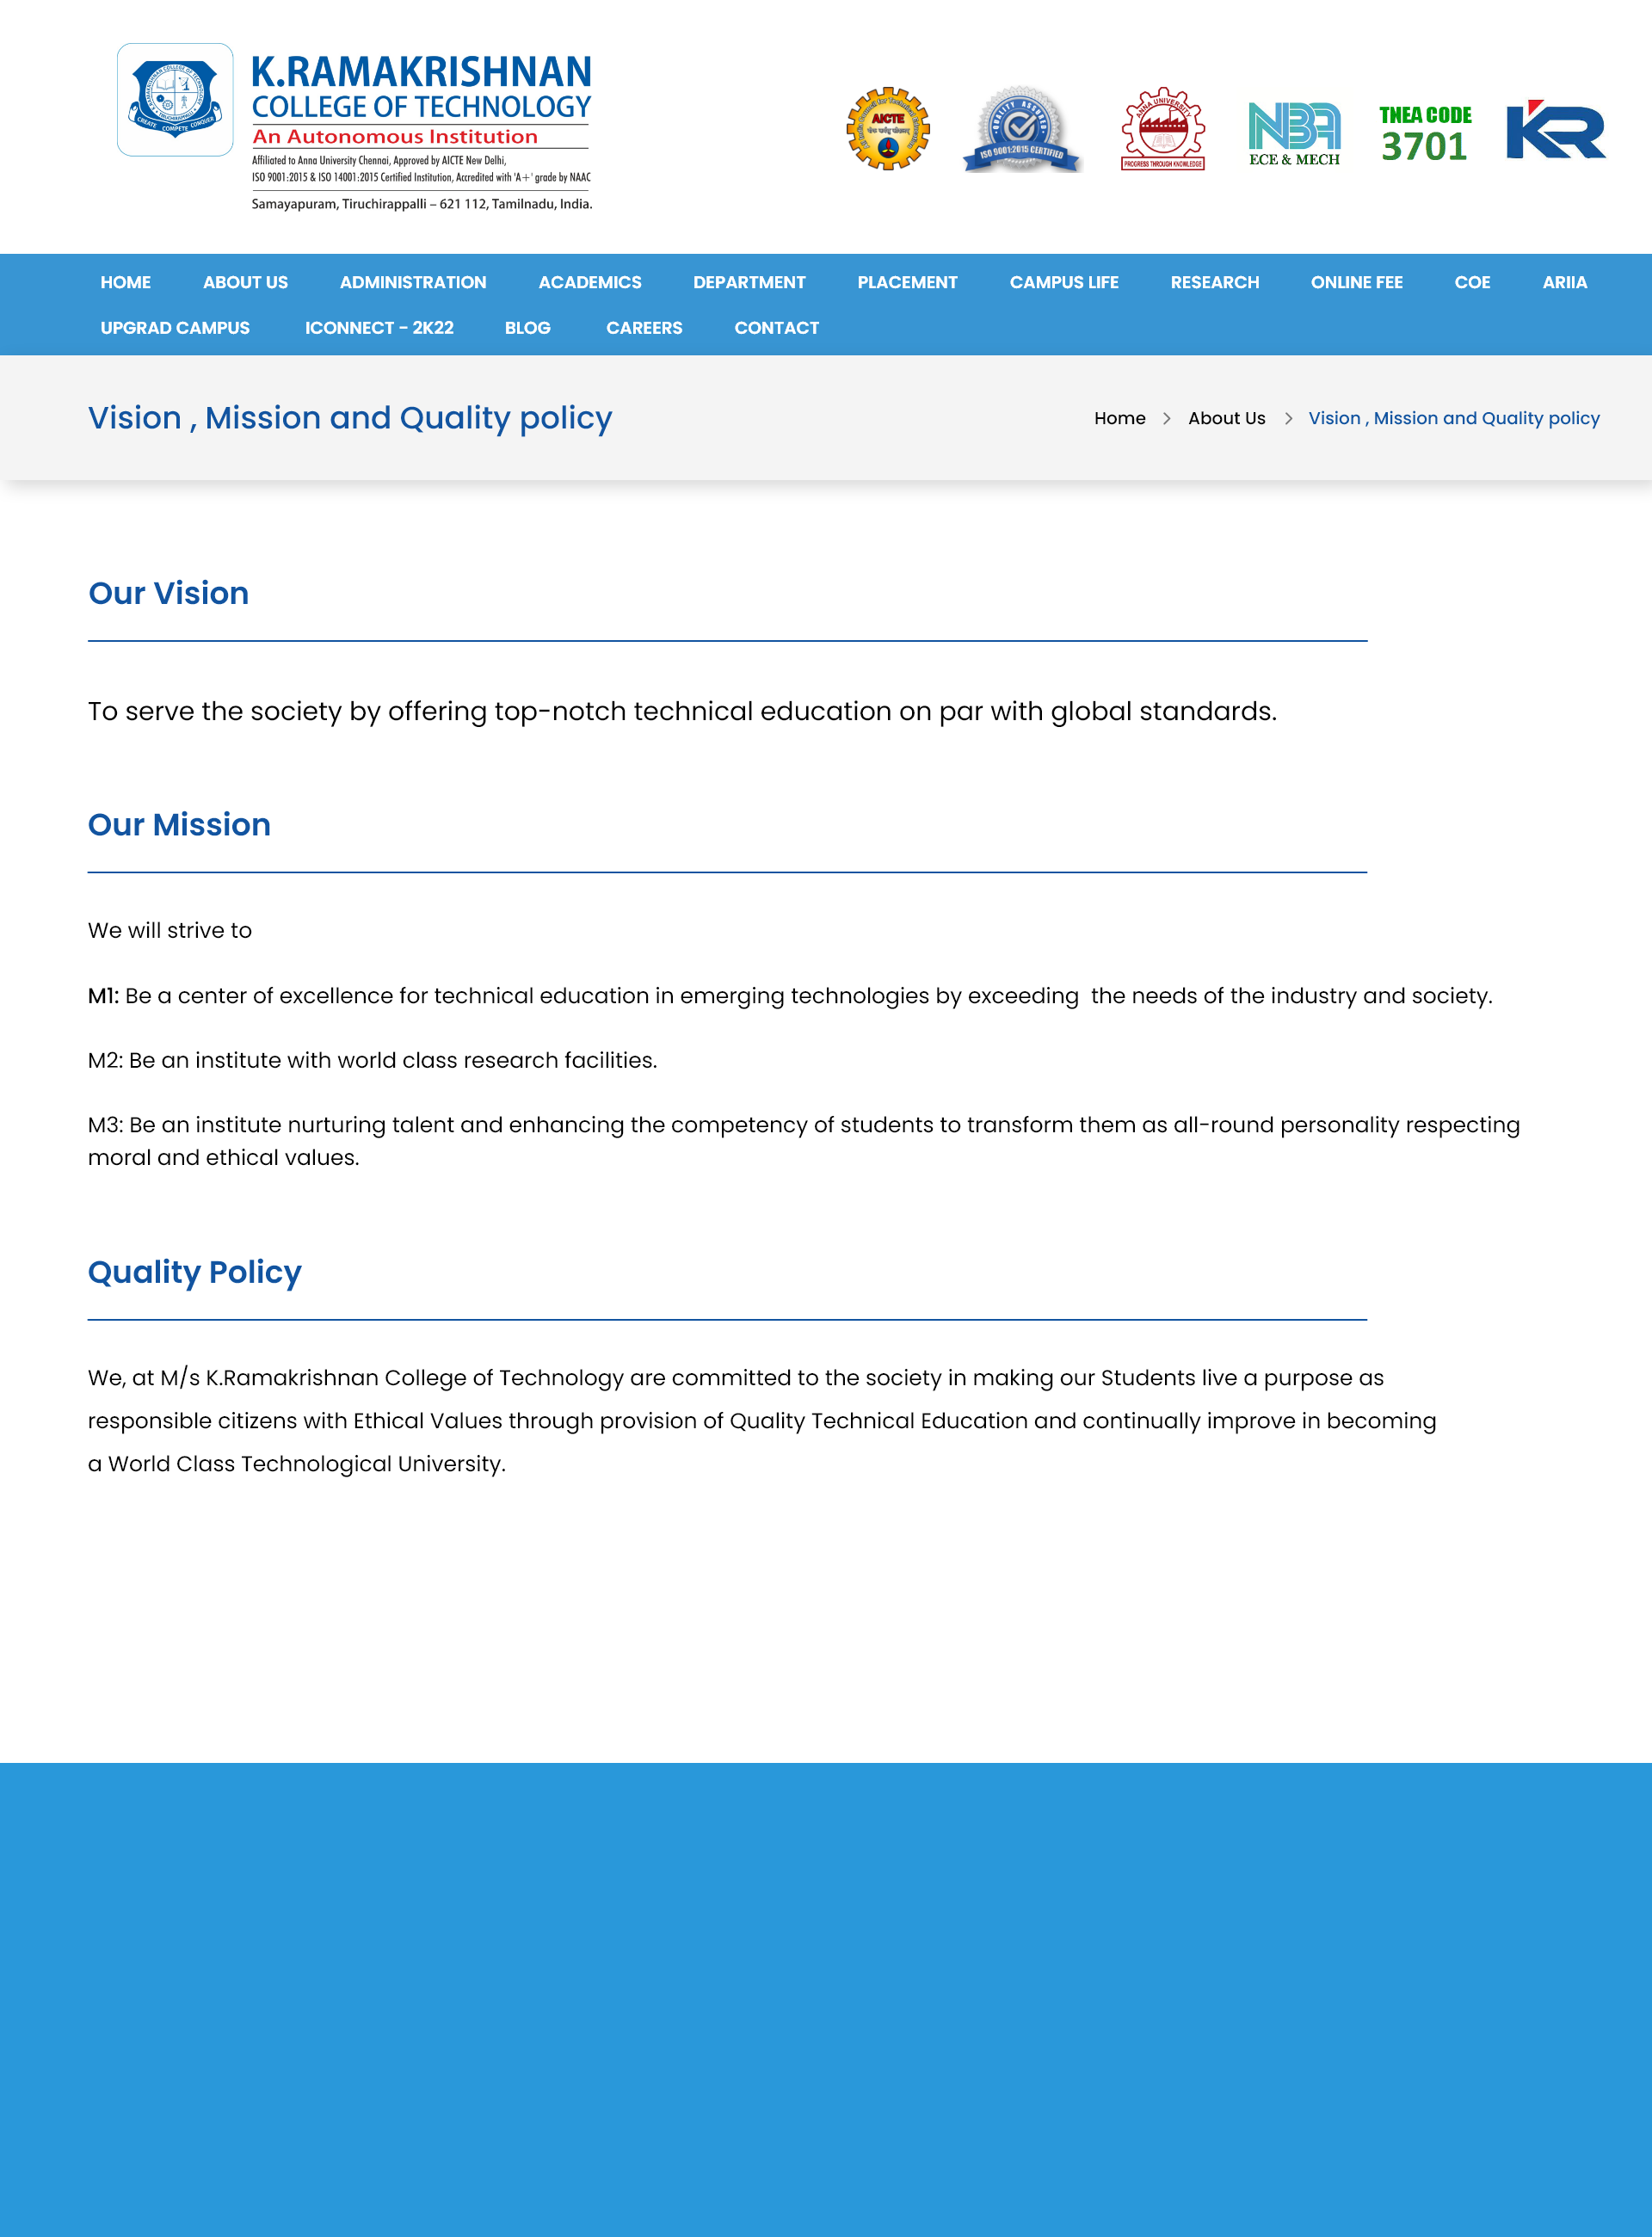 K.RAMAKRISHNAN
COLLEGE OF TECHNOLOGY
An Autonomous Institution
Affiliated to Anna University Chennai, Approved by AICTE New Delhi,
ISO 9001:2015 & ISO 14001:2015 Certified Institution, Accredited with 'A+' grade by NAAC
Samayapuram, Tiruchirappalli – 621 112, Tamilnadu, India.
CREATE COMPETE CONQUER
AICTE
QUALITY ASSURED
ISO 9001:2015 CERTIFIED
ANNA UNIVERSITY
PROGRESS THROUGH KNOWLEDGE
NBA
ECE & MECH
TNEA CODE
3701
KR
HOME ABOUT US ADMINISTRATION ACADEMICS DEPARTMENT PLACEMENT CAMPUS LIFE RESEARCH ONLINE FEE COE ARIIA
UPGRAD CAMPUS ICONNECT - 2K22 BLOG CAREERS CONTACT
Vision , Mission and Quality policy
Home > About Us > Vision , Mission and Quality policy
Our Vision
To serve the society by offering top-notch technical education on par with global standards.
Our Mission
We will strive to
M1: Be a center of excellence for technical education in emerging technologies by exceeding  the needs of the industry and society.
M2: Be an institute with world class research facilities.
M3: Be an institute nurturing talent and enhancing the competency of students to transform them as all-round personality respecting
moral and ethical values.
Quality Policy
We, at M/s K.Ramakrishnan College of Technology are committed to the society in making our Students live a purpose as
responsible citizens with Ethical Values through provision of Quality Technical Education and continually improve in becoming
a World Class Technological University.